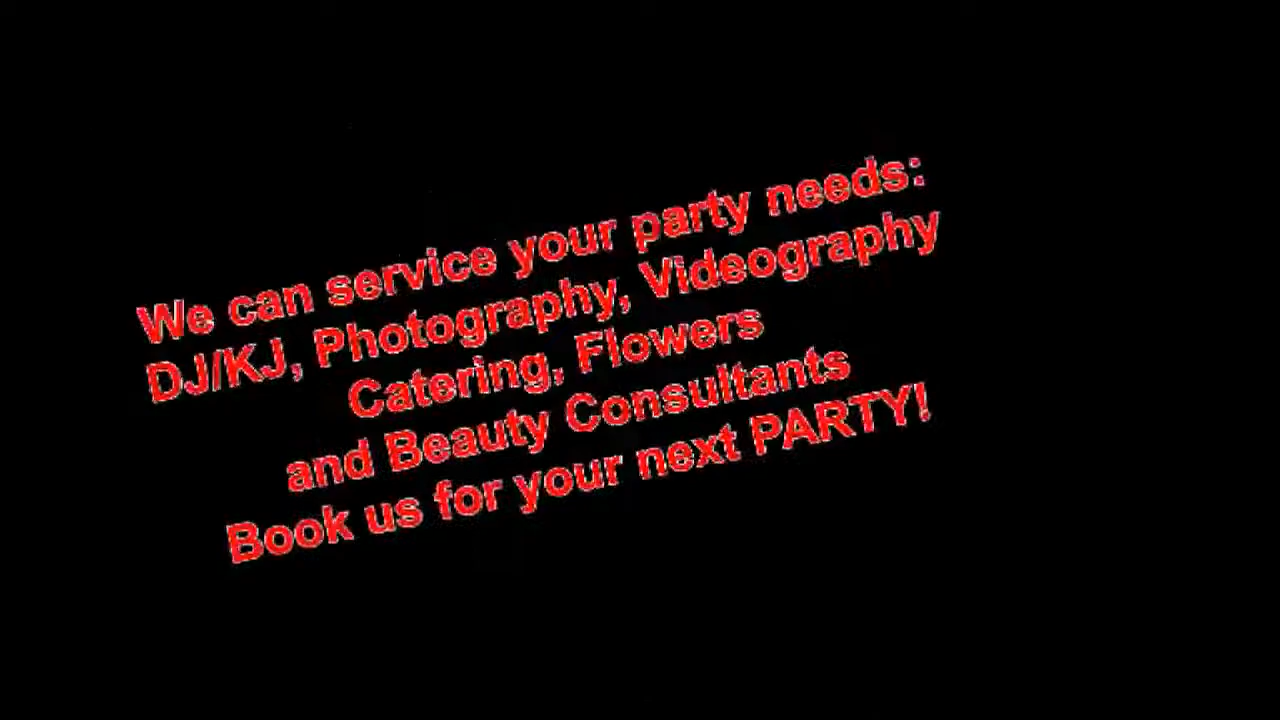 We can service your party needs:
DJ/KJ, Photography, Videography
Catering, Flowers
and Beauty Consultants
Book us for your next PARTY!